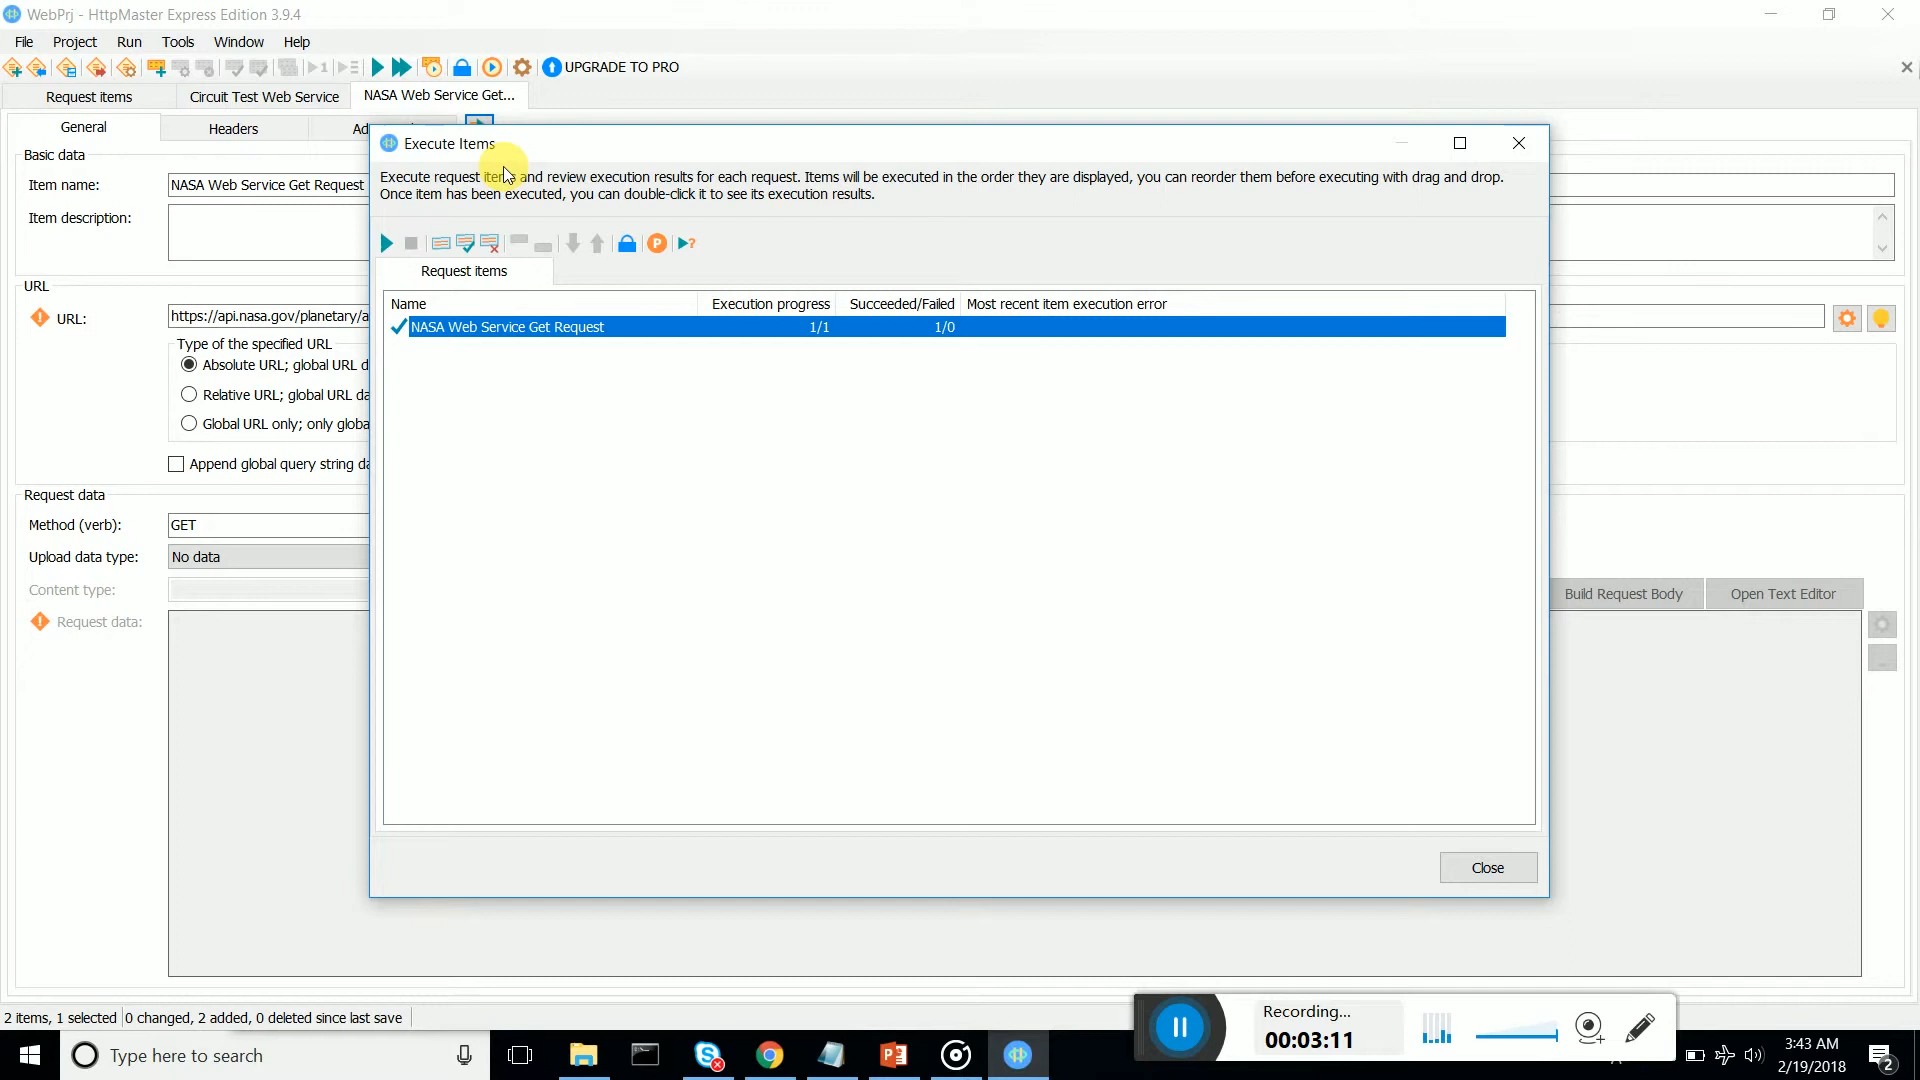 WebPrj - HttpMaster Express Edition 3.9.4
File Project Run Tools Window Help
UPGRADE TO PRO
Request items Circuit Test Web Service NASA Web Service Get...
General Headers Ad
Basic data
Item name: NASA Web Service Get Request
Item description:
URL
URL: https://api.nasa.gov/planetary/a
Type of the specified URL
Absolute URL; global URL d
Relative URL; global URL da
Global URL only; only globa
Append global query string da
Request data
Method (verb): GET
Upload data type: No data
Content type:
Request data:
Build Request Body Open Text Editor
Execute Items
Execute request items and review execution results for each request. Items will be executed in the order they are displayed, you can reorder them before executing with drag and drop.
Once item has been executed, you can double-click it to see its execution results.
Request items
Name Execution progress Succeeded/Failed Most recent item execution error
NASA Web Service Get Request 1/1 1/0
Close
2 items, 1 selected 0 changed, 2 added, 0 deleted since last save
Recording...
00:03:11
Type here to search
3:43 AM
2/19/2018
2